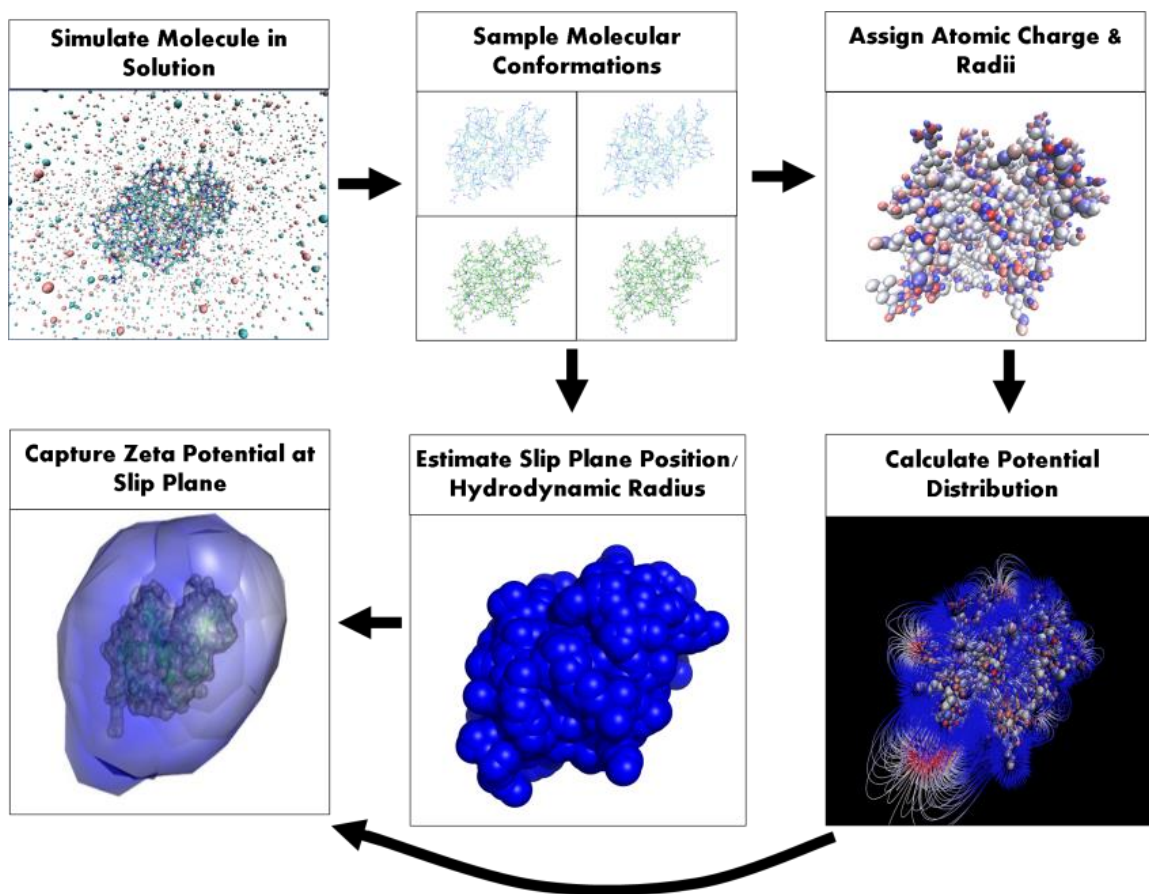 Simulate Molecule in
Solution
Sample Molecular
Conformations
Assign Atomic Charge &
Radii
Capture Zeta Potential at
Slip Plane
Estimate Slip Plane Position/
Hydrodynamic Radius
Calculate Potential
Distribution